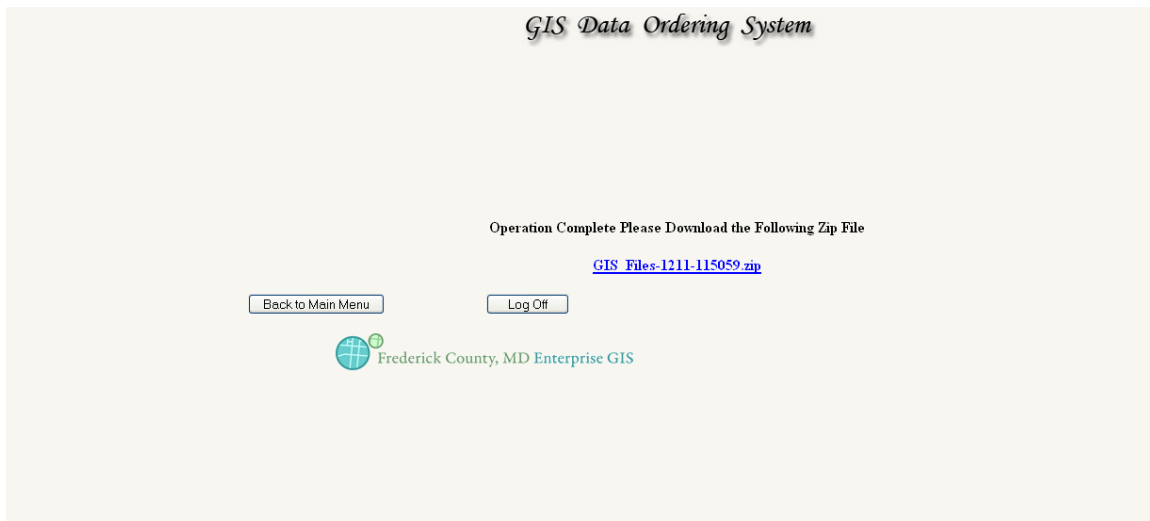 GIS Data Ordering System
Operation Complete Please Download the Following Zip File
GIS_Files-1211-115059.zip
Back to Main Menu
Log Off
Frederick County, MD Enterprise GIS